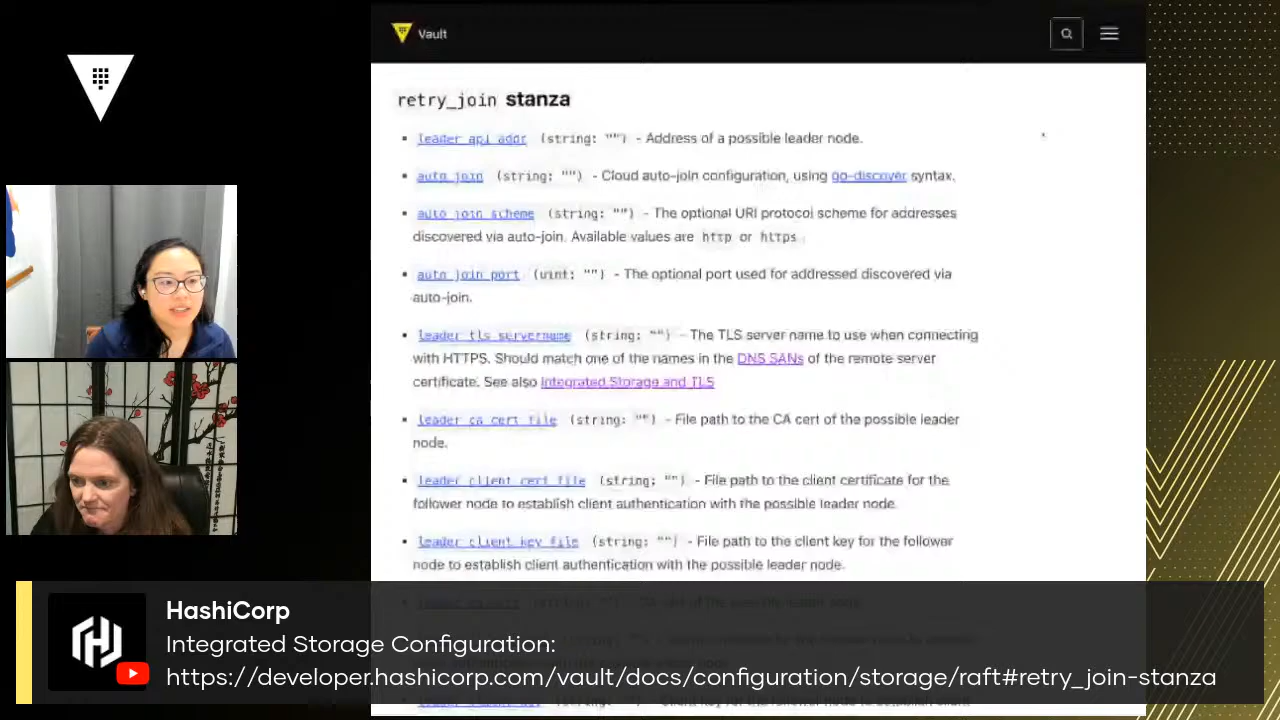 Vault
retry_join stanza
leader_api_addr (string: "") - Address of a possible leader node.
auto_join (string: "") - Cloud auto-join configuration, using go-discover syntax.
auto_join_scheme (string: "") - The optional URI protocol scheme for addresses
discovered via auto-join. Available values are http or https.
auto_join_port (uint: "") - The optional port used for addressed discovered via
auto-join.
leader_tls_servername (string: "") - The TLS server name to use when connecting
with HTTPS. Should match one of the names in the DNS SANs of the remote server
certificate. See also Integrated Storage and TLS
leader_ca_cert_file (string: "") - File path to the CA cert of the possible leader
node.
leader_client_cert_file (string: "") - File path to the client certificate for the
follower node to establish client authentication with the possible leader node.
leader_client_key_file (string: "") - File path to the client key for the follower
node to establish client authentication with the possible leader node.
HashiCorp
Integrated Storage Configuration:
https://developer.hashicorp.com/vault/docs/configuration/storage/raft#retry_join-stanza